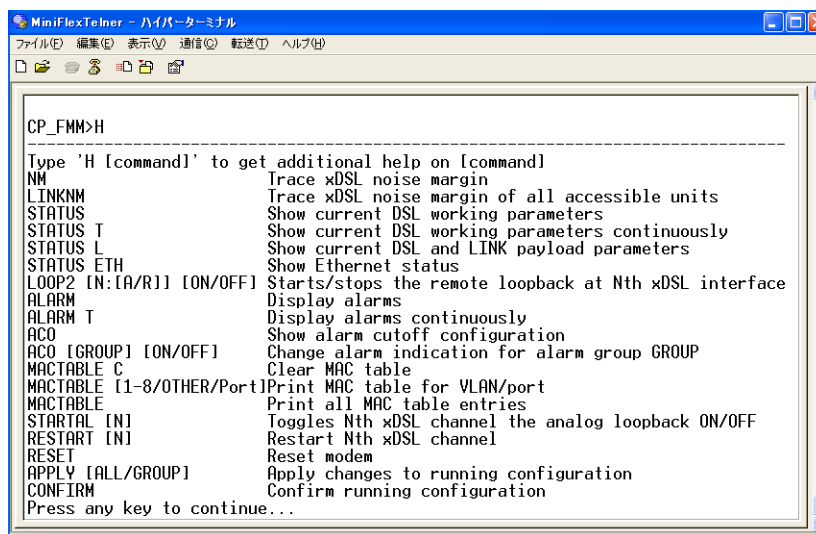 MiniFlexTelner - ハイパーターミナル
ファイル(F) 編集(E) 表示(V) 通信(C) 転送(T) ヘルプ(H)
CP_FMM>H
--------------------------------------------------------------------------------
Type 'H [command]' to get additional help on [command]
NM Trace xDSL noise margin
LINKNM Trace xDSL noise margin of all accessible units
STATUS Show current DSL working parameters
STATUS T Show current DSL working parameters continuously
STATUS L Show current DSL and LINK payload parameters
STATUS ETH Show Ethernet status
LOOP2 [N:[A/R]] [ON/OFF] Starts/stops the remote loopback at Nth xDSL interface
ALARM Display alarms
ALARM T Display alarms continuously
ACO Show alarm cutoff configuration
ACO [GROUP] [ON/OFF] Change alarm indication for alarm group GROUP
MACTABLE C Clear MAC table
MACTABLE [1-8/OTHER/Port]Print MAC table for VLAN/port
MACTABLE Print all MAC table entries
STARTAL [N] Toggles Nth xDSL channel the analog loopback ON/OFF
RESTART [N] Restart Nth xDSL channel
RESET Reset modem
APPLY [ALL/GROUP] Apply changes to running configuration
CONFIRM Confirm running configuration
Press any key to continue...